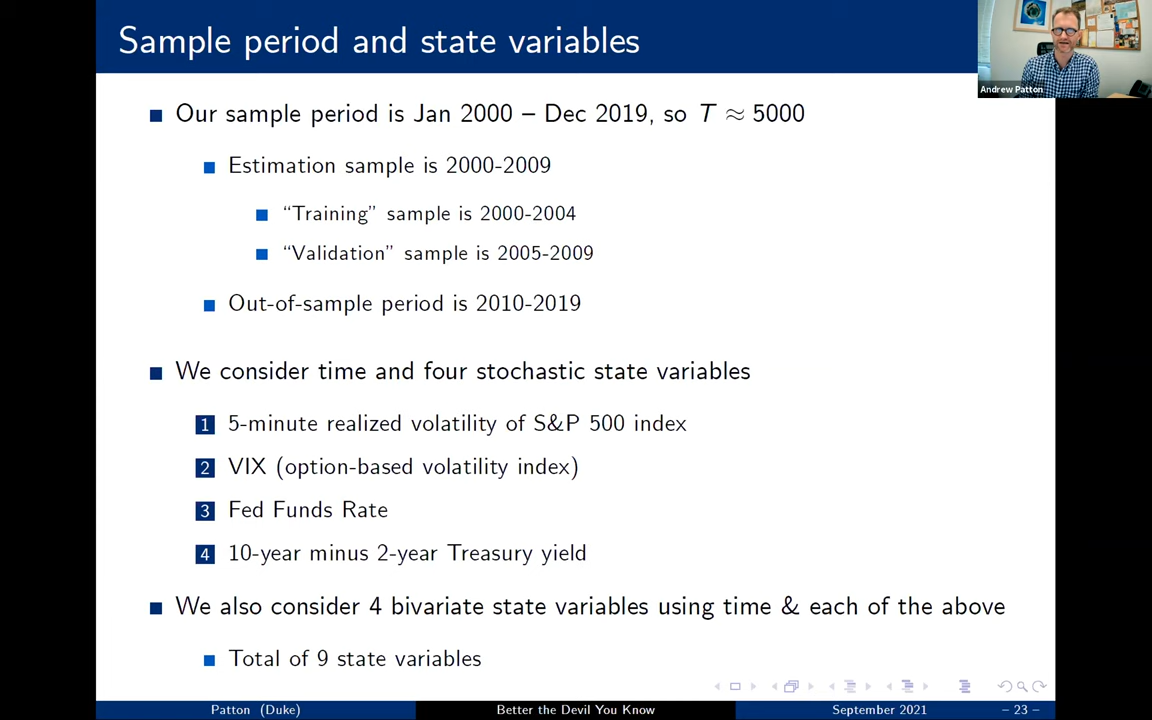 Sample period and state variables
Andrew Patton
Our sample period is Jan 2000 – Dec 2019, so T ≈ 5000
Estimation sample is 2000-2009
“Training” sample is 2000-2004
“Validation” sample is 2005-2009
Out-of-sample period is 2010-2019
We consider time and four stochastic state variables
1 5-minute realized volatility of S&P 500 index
2 VIX (option-based volatility index)
3 Fed Funds Rate
4 10-year minus 2-year Treasury yield
We also consider 4 bivariate state variables using time & each of the above
Total of 9 state variables
Patton (Duke) Better the Devil You Know September 2021 – 23 –